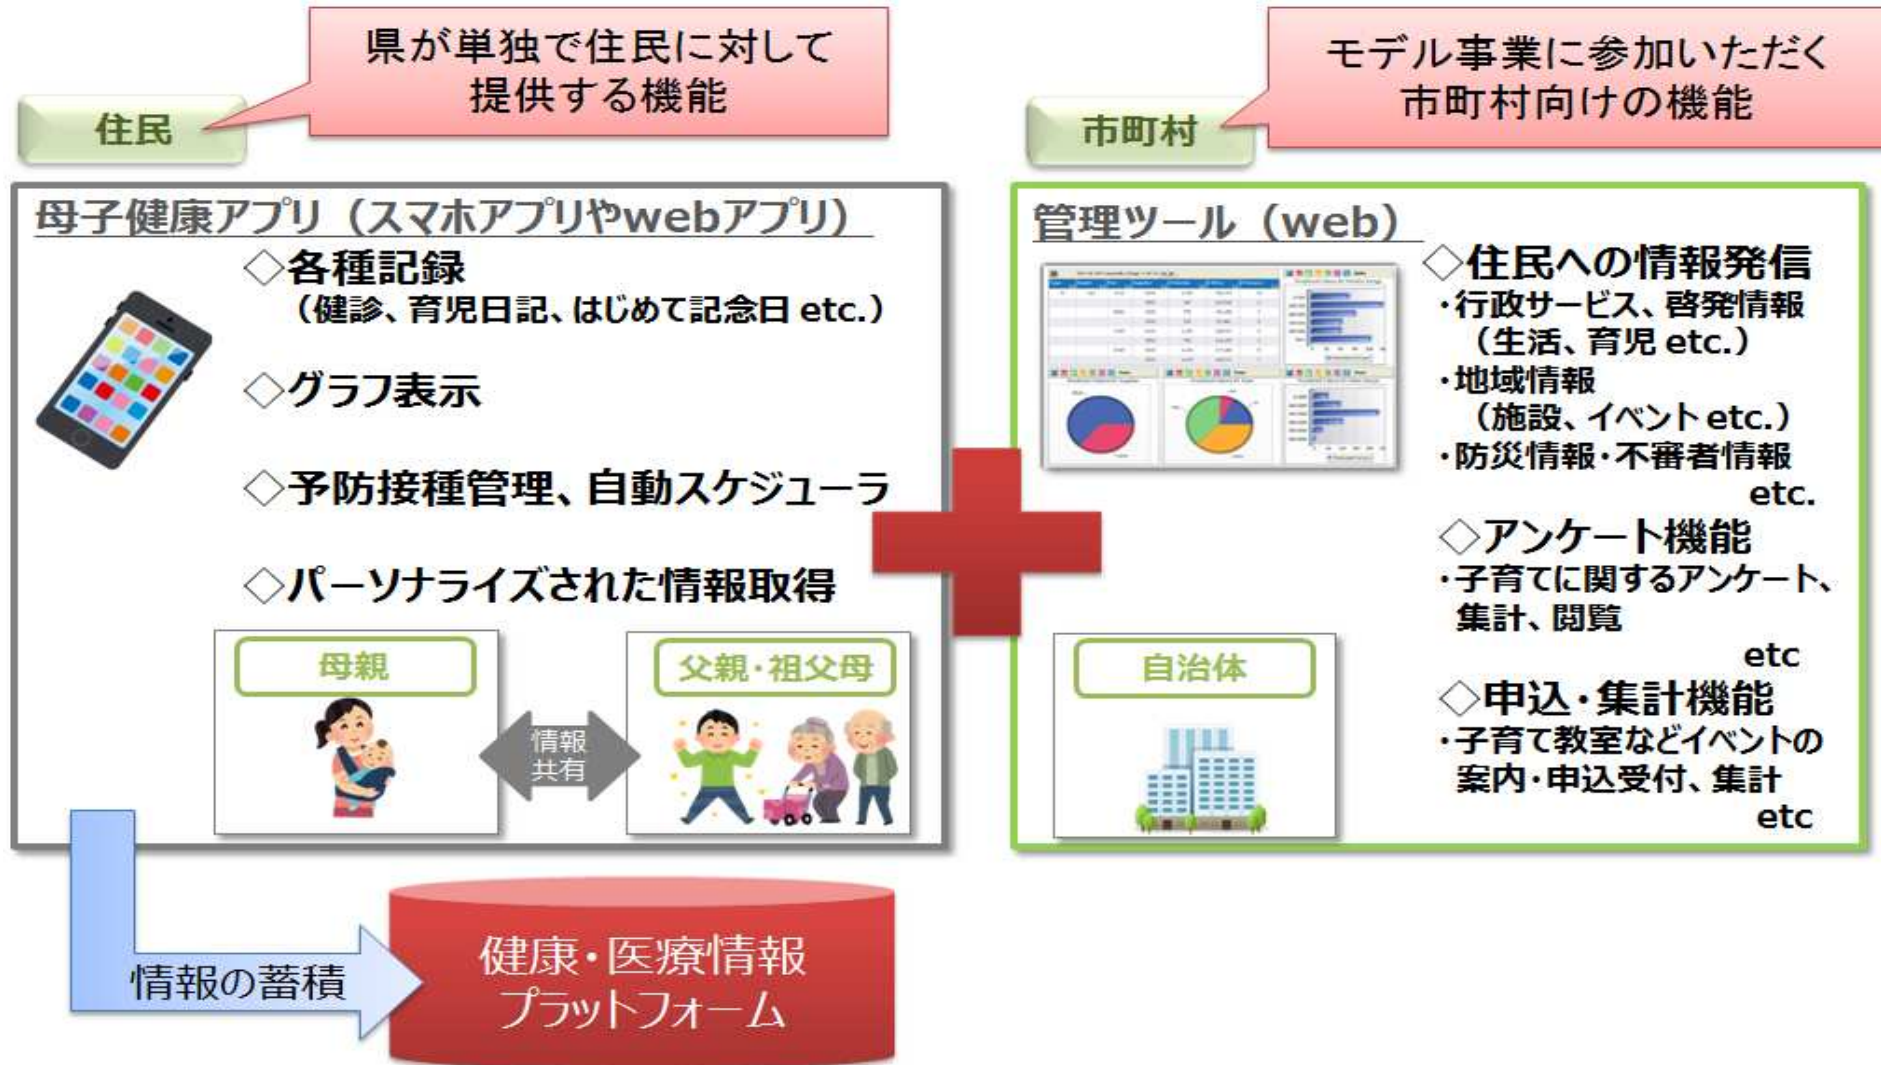 県が単独で住民に対して
提供する機能
住民
母子健康アプリ（スマホアプリやwebアプリ）
◇各種記録
（健診、育児日記、はじめて記念日 etc.）
◇グラフ表示
◇予防接種管理、自動スケジューラ
◇パーソナライズされた情報取得
母親
情報
共有
父親・祖父母
情報の蓄積
健康・医療情報
プラットフォーム
モデル事業に参加いただく
市町村向けの機能
市町村
管理ツール（web）
◇住民への情報発信
・行政サービス、啓発情報
（生活、育児 etc.）
・地域情報
（施設、イベント etc.）
・防災情報・不審者情報
etc.
◇アンケート機能
・子育てに関するアンケート、
集計、閲覧
etc
◇申込・集計機能
・子育て教室などイベントの
案内・申込受付、集計
etc
自治体